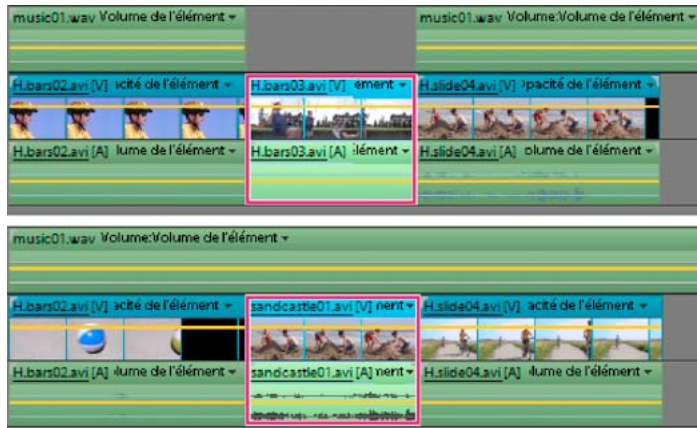 music01.wav Volume de l'élément
music01.wav Volume:Volume de l'élément
H.bars02.avi [V] acité de l'élément
H.bars03.avi [V] ement
H.slide04.avi [V] pacité de l'élément
H.bars02.avi [A] lume de l'élément
H.bars03.avi [A] lément
H.slide04.avi [A] olume de l'élément
music01.wav Volume:Volume de l'élément
H.bars02.avi [V] acité de l'élément
sandcastle01.avi [V] nent
H.slide04.avi [V] acité de l'élément
H.bars02.avi [A] lume de l'élément
sandcastle01.avi [A] nent
H.slide04.avi [A] lume de l'élément